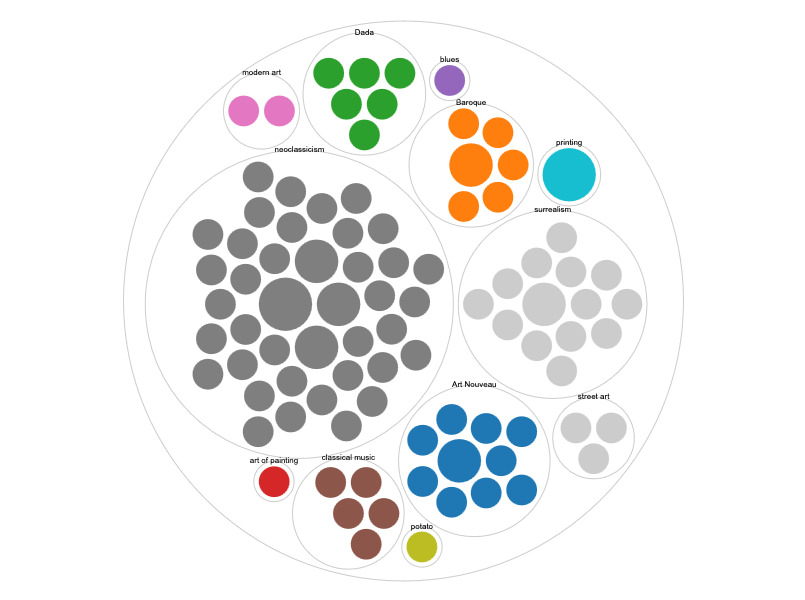 Dada
blues
modern art
Baroque
printing
neoclassicism
surrealism
Art Nouveau
street art
classical music
art of painting
potato